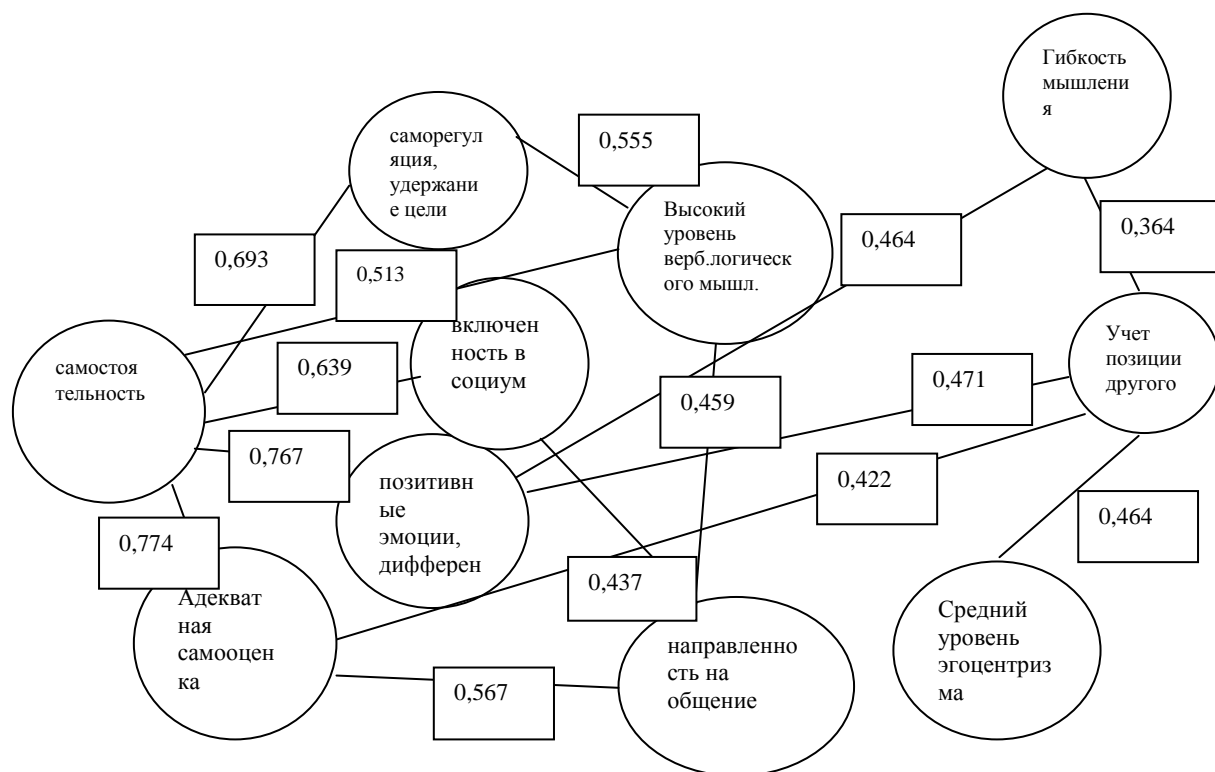 Гибкость
мышлени
я
саморегул
яция,
удержани
е цели
0,555
Высокий
уровень
верб.логическ
ого мышл.
0,464
0,364
0,693
0,513
включен
ность в
социум
Учет
позиции
другого
самостоя
тельность
0,639
0,459
0,471
0,767
позитивн
ые
эмоции,
дифферен
0,422
0,464
0,774
Адекват
ная
самооцен
ка
0,437
направленно
сть на
общение
Средний
уровень
эгоцентриз
ма
0,567